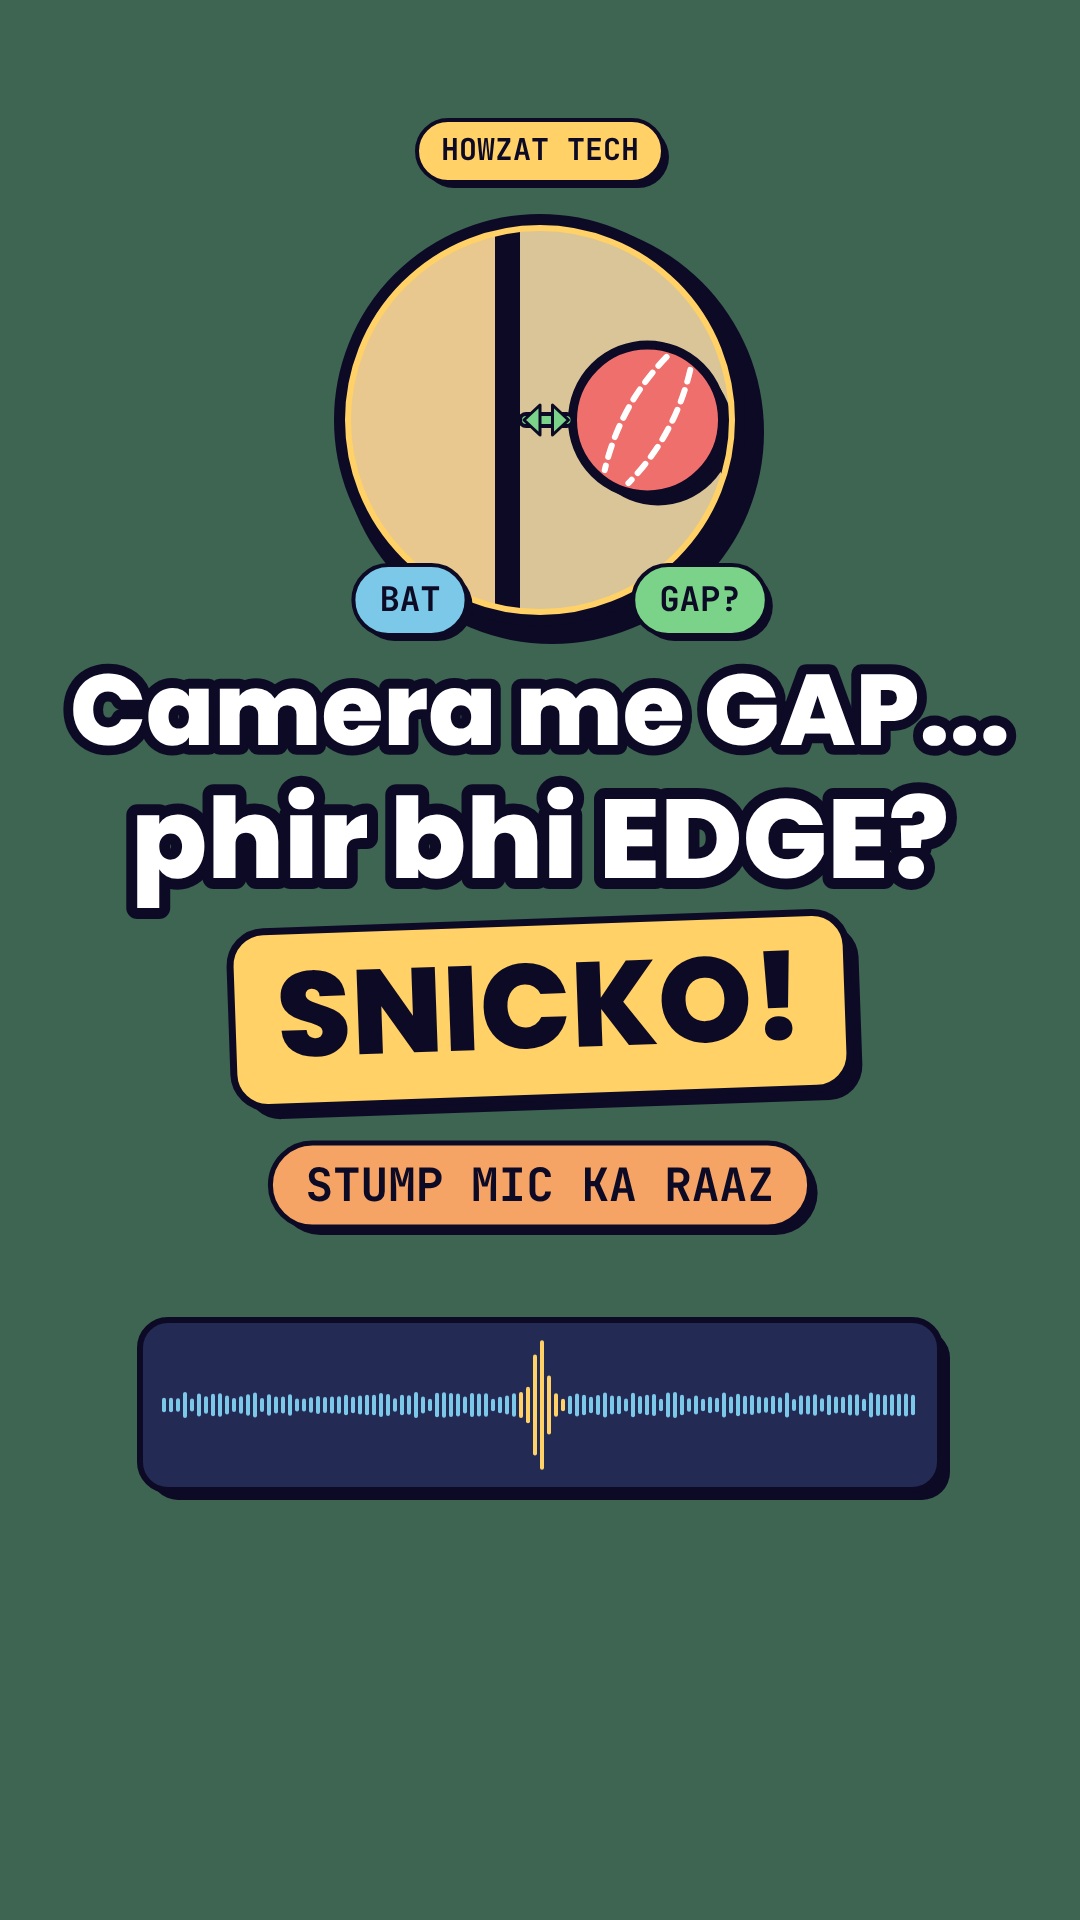 HOWZAT TECH
BAT
GAP?
Camera me GAP...
phir bhi EDGE?
SNICKO!
STUMP MIC KA RAAZ